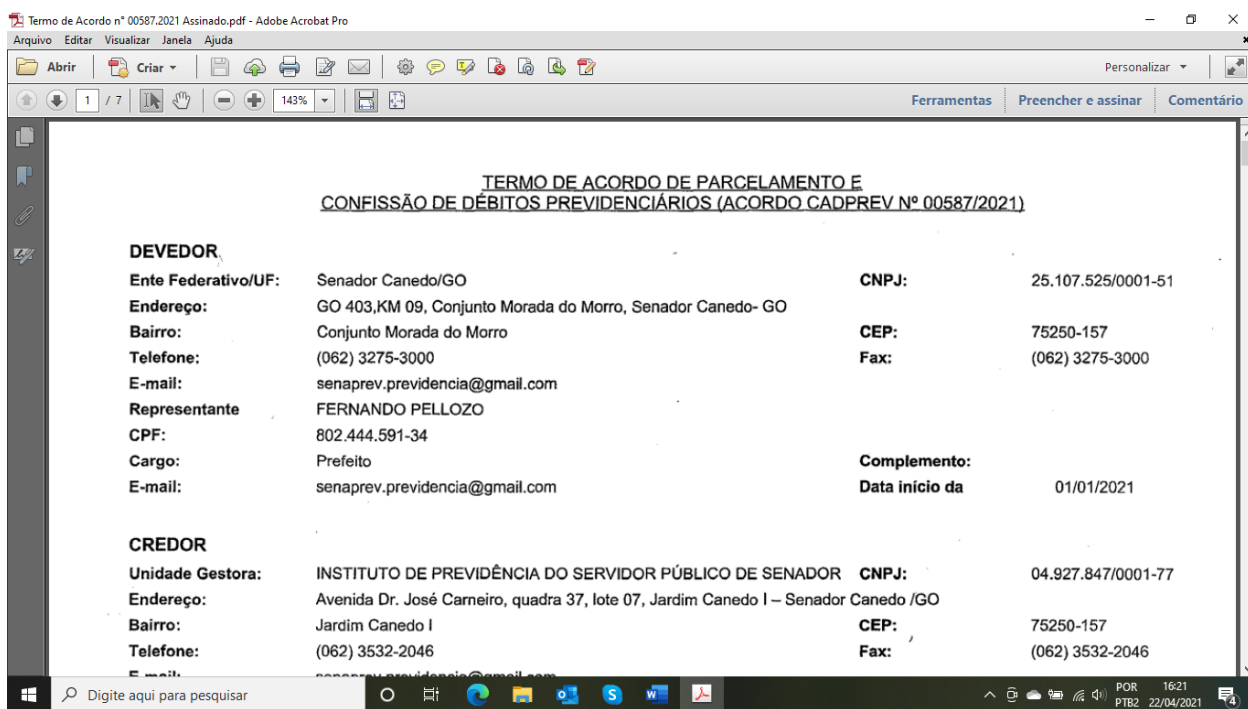 Termo de Acordo n° 00587.2021 Assinado.pdf - Adobe Acrobat Pro
Arquivo Editar Visualizar Janela Ajuda
Abrir Criar Personalizar
1 / 7 143% Ferramentas Preencher e assinar Comentário
TERMO DE ACORDO DE PARCELAMENTO E
CONFISSÃO DE DÉBITOS PREVIDENCIÁRIOS (ACORDO CADPREV Nº 00587/2021)
DEVEDOR
Ente Federativo/UF: Senador Canedo/GO CNPJ: 25.107.525/0001-51
Endereço: GO 403,KM 09, Conjunto Morada do Morro, Senador Canedo- GO
Bairro: Conjunto Morada do Morro CEP: 75250-157
Telefone: (062) 3275-3000 Fax: (062) 3275-3000
E-mail: senaprev.previdencia@gmail.com
Representante FERNANDO PELLOZO
CPF: 802.444.591-34
Cargo: Prefeito Complemento:
E-mail: senaprev.previdencia@gmail.com Data início da 01/01/2021
CREDOR
Unidade Gestora: INSTITUTO DE PREVIDÊNCIA DO SERVIDOR PÚBLICO DE SENADOR CNPJ: 04.927.847/0001-77
Endereço: Avenida Dr. José Carneiro, quadra 37, lote 07, Jardim Canedo I – Senador Canedo /GO
Bairro: Jardim Canedo I CEP: 75250-157
Telefone: (062) 3532-2046 Fax: (062) 3532-2046
Digite aqui para pesquisar POR 16:21
PTB2 22/04/2021 4